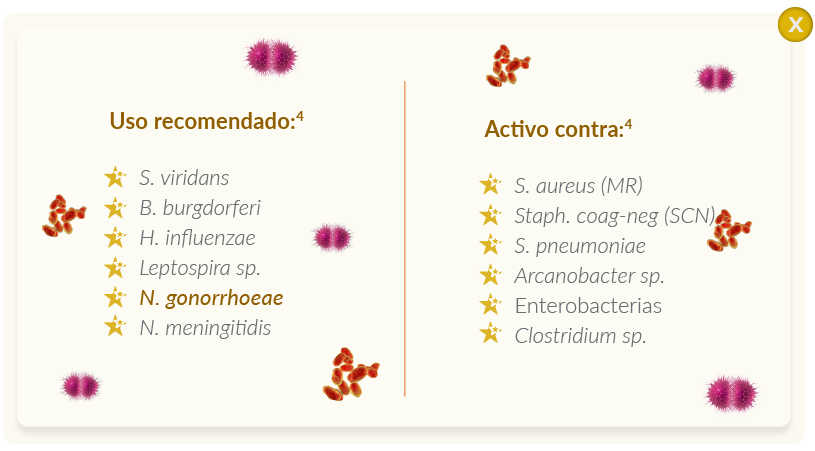 X
Uso recomendado:4
S. viridans
B. burgdorferi
H. influenzae
Leptospira sp.
N. gonorrhoeae
N. meningitidis
Activo contra:4
S. aureus (MR)
Staph. coag-neg (SCN)
S. pneumoniae
Arcanobacter sp.
Enterobacterias
Clostridium sp.